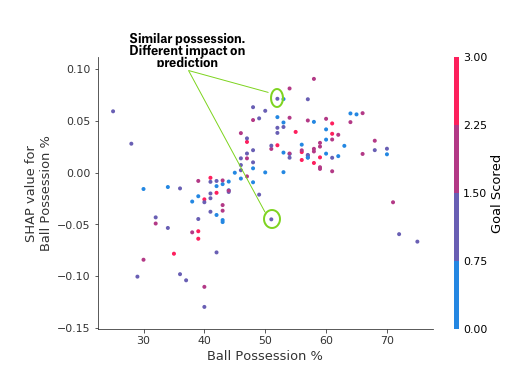 Similar possession.
Different impact on
prediction
0.10
0.05
0.00
−0.05
−0.10
−0.15
SHAP value for
Ball Possession %
30
40
50
60
70
Ball Possession %
3.00
2.25
1.50
0.75
0.00
Goal Scored